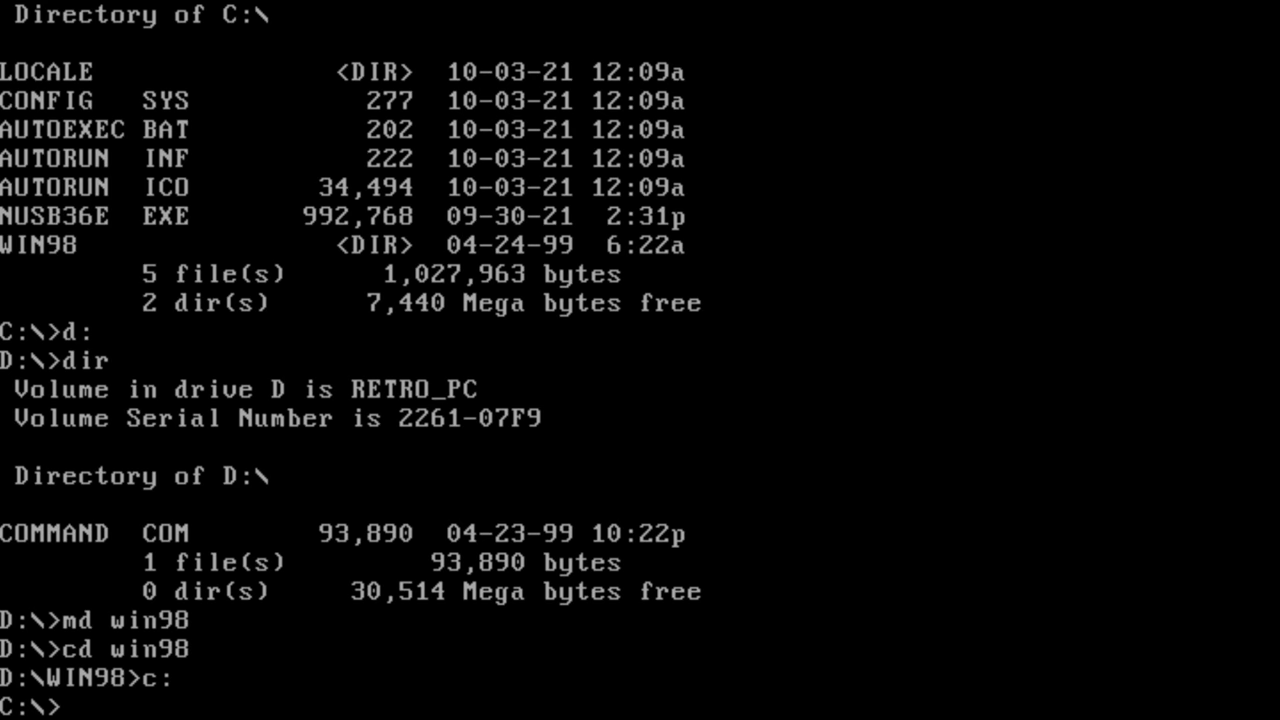 Directory of C:\
LOCALE <DIR> 10-03-21 12:09a
CONFIG SYS 277 10-03-21 12:09a
AUTOEXEC BAT 202 10-03-21 12:09a
AUTORUN INF 222 10-03-21 12:09a
AUTORUN ICO 34,494 10-03-21 12:09a
NUSB36E EXE 992,768 09-30-21 2:31p
WIN98 <DIR> 04-24-99 6:22a
5 file(s) 1,027,963 bytes
2 dir(s) 7,440 Mega bytes free
C:\>d:
D:\>dir
Volume in drive D is RETRO_PC
Volume Serial Number is 2261-07F9
Directory of D:\
COMMAND COM 93,890 04-23-99 10:22p
1 file(s) 93,890 bytes
0 dir(s) 30,514 Mega bytes free
D:\>md win98
D:\>cd win98
D:\WIN98>c:
C:\>